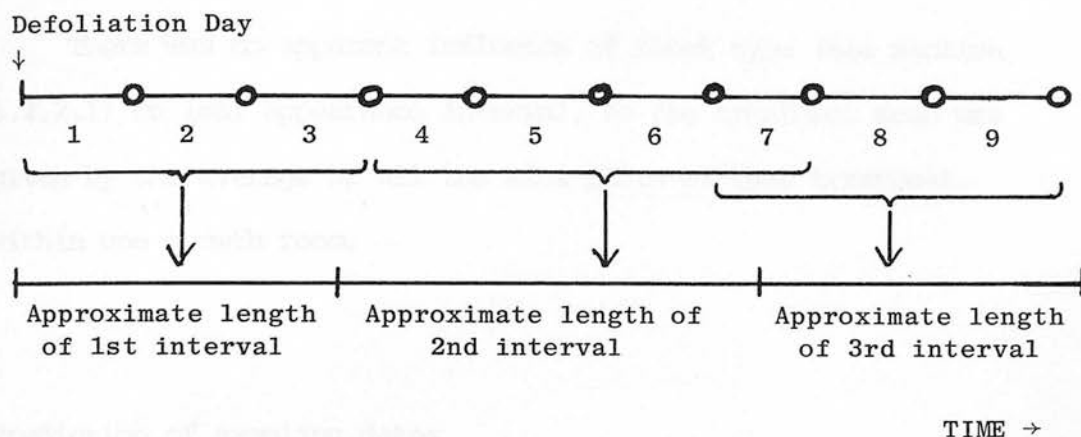 Defoliation Day
↓
1 2 3 4 5 6 7 8 9
Approximate length of 1st interval
Approximate length of 2nd interval
Approximate length of 3rd interval
TIME →